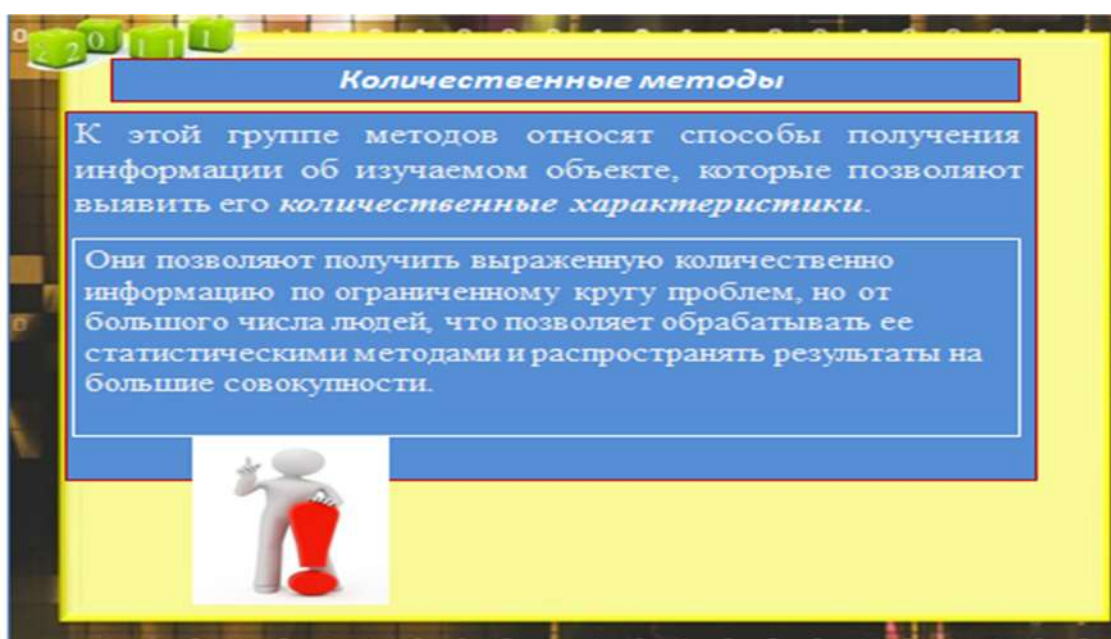 Количественные методы
К этой группе методов относят способы получения
информации об изучаемом объекте, которые позволяют
выявить его количественные характеристики.
Они позволяют получить выраженную количественно
информацию по ограниченному кругу проблем, но от
большого числа людей, что позволяет обрабатывать ее
статистическими методами и распространять результаты на
большие совокупности.